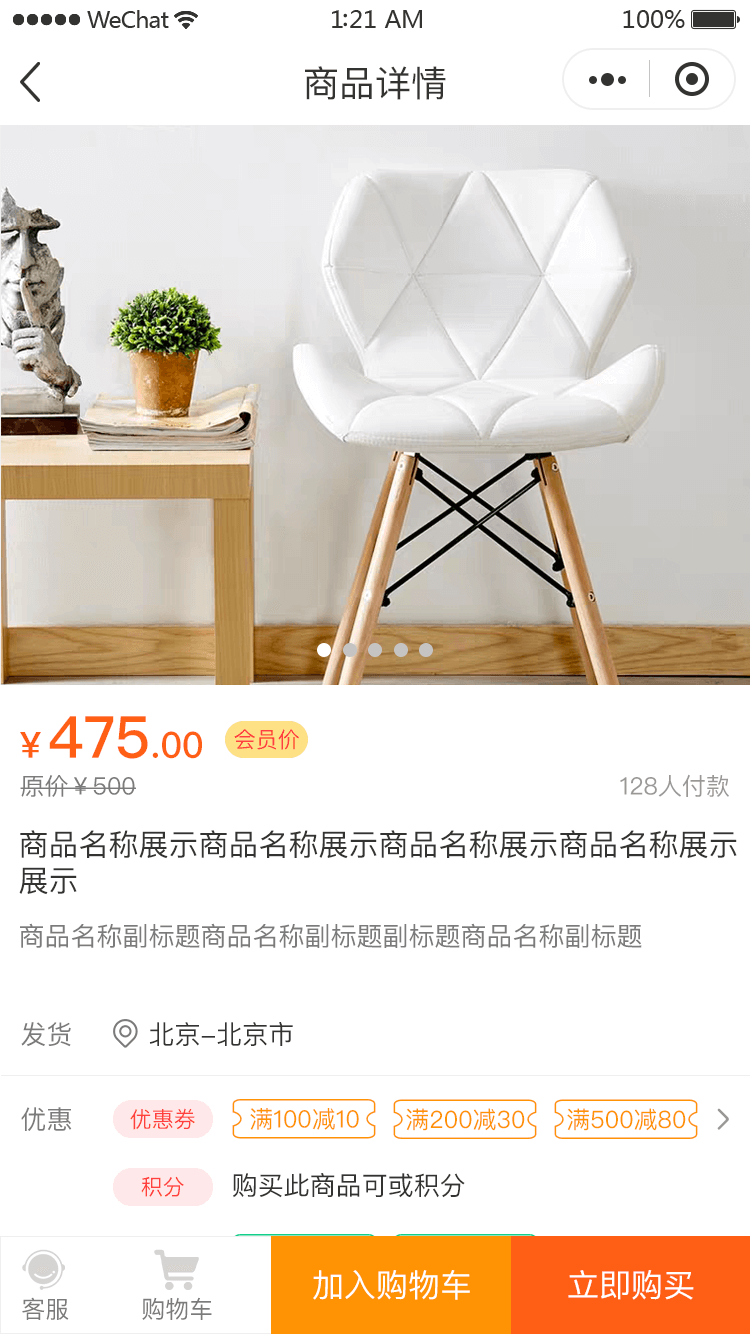 WeChat 1:21 AM 100%
商品详情
¥475.00 会员价
原价¥500 128人付款
商品名称展示商品名称展示商品名称展示商品名称展示
展示
商品名称副标题商品名称副标题副标题商品名称副标题
发货 北京–北京市
优惠 优惠券 满100减10 满200减30 满500减80
积分 购买此商品可或积分
客服 购物车 加入购物车 立即购买